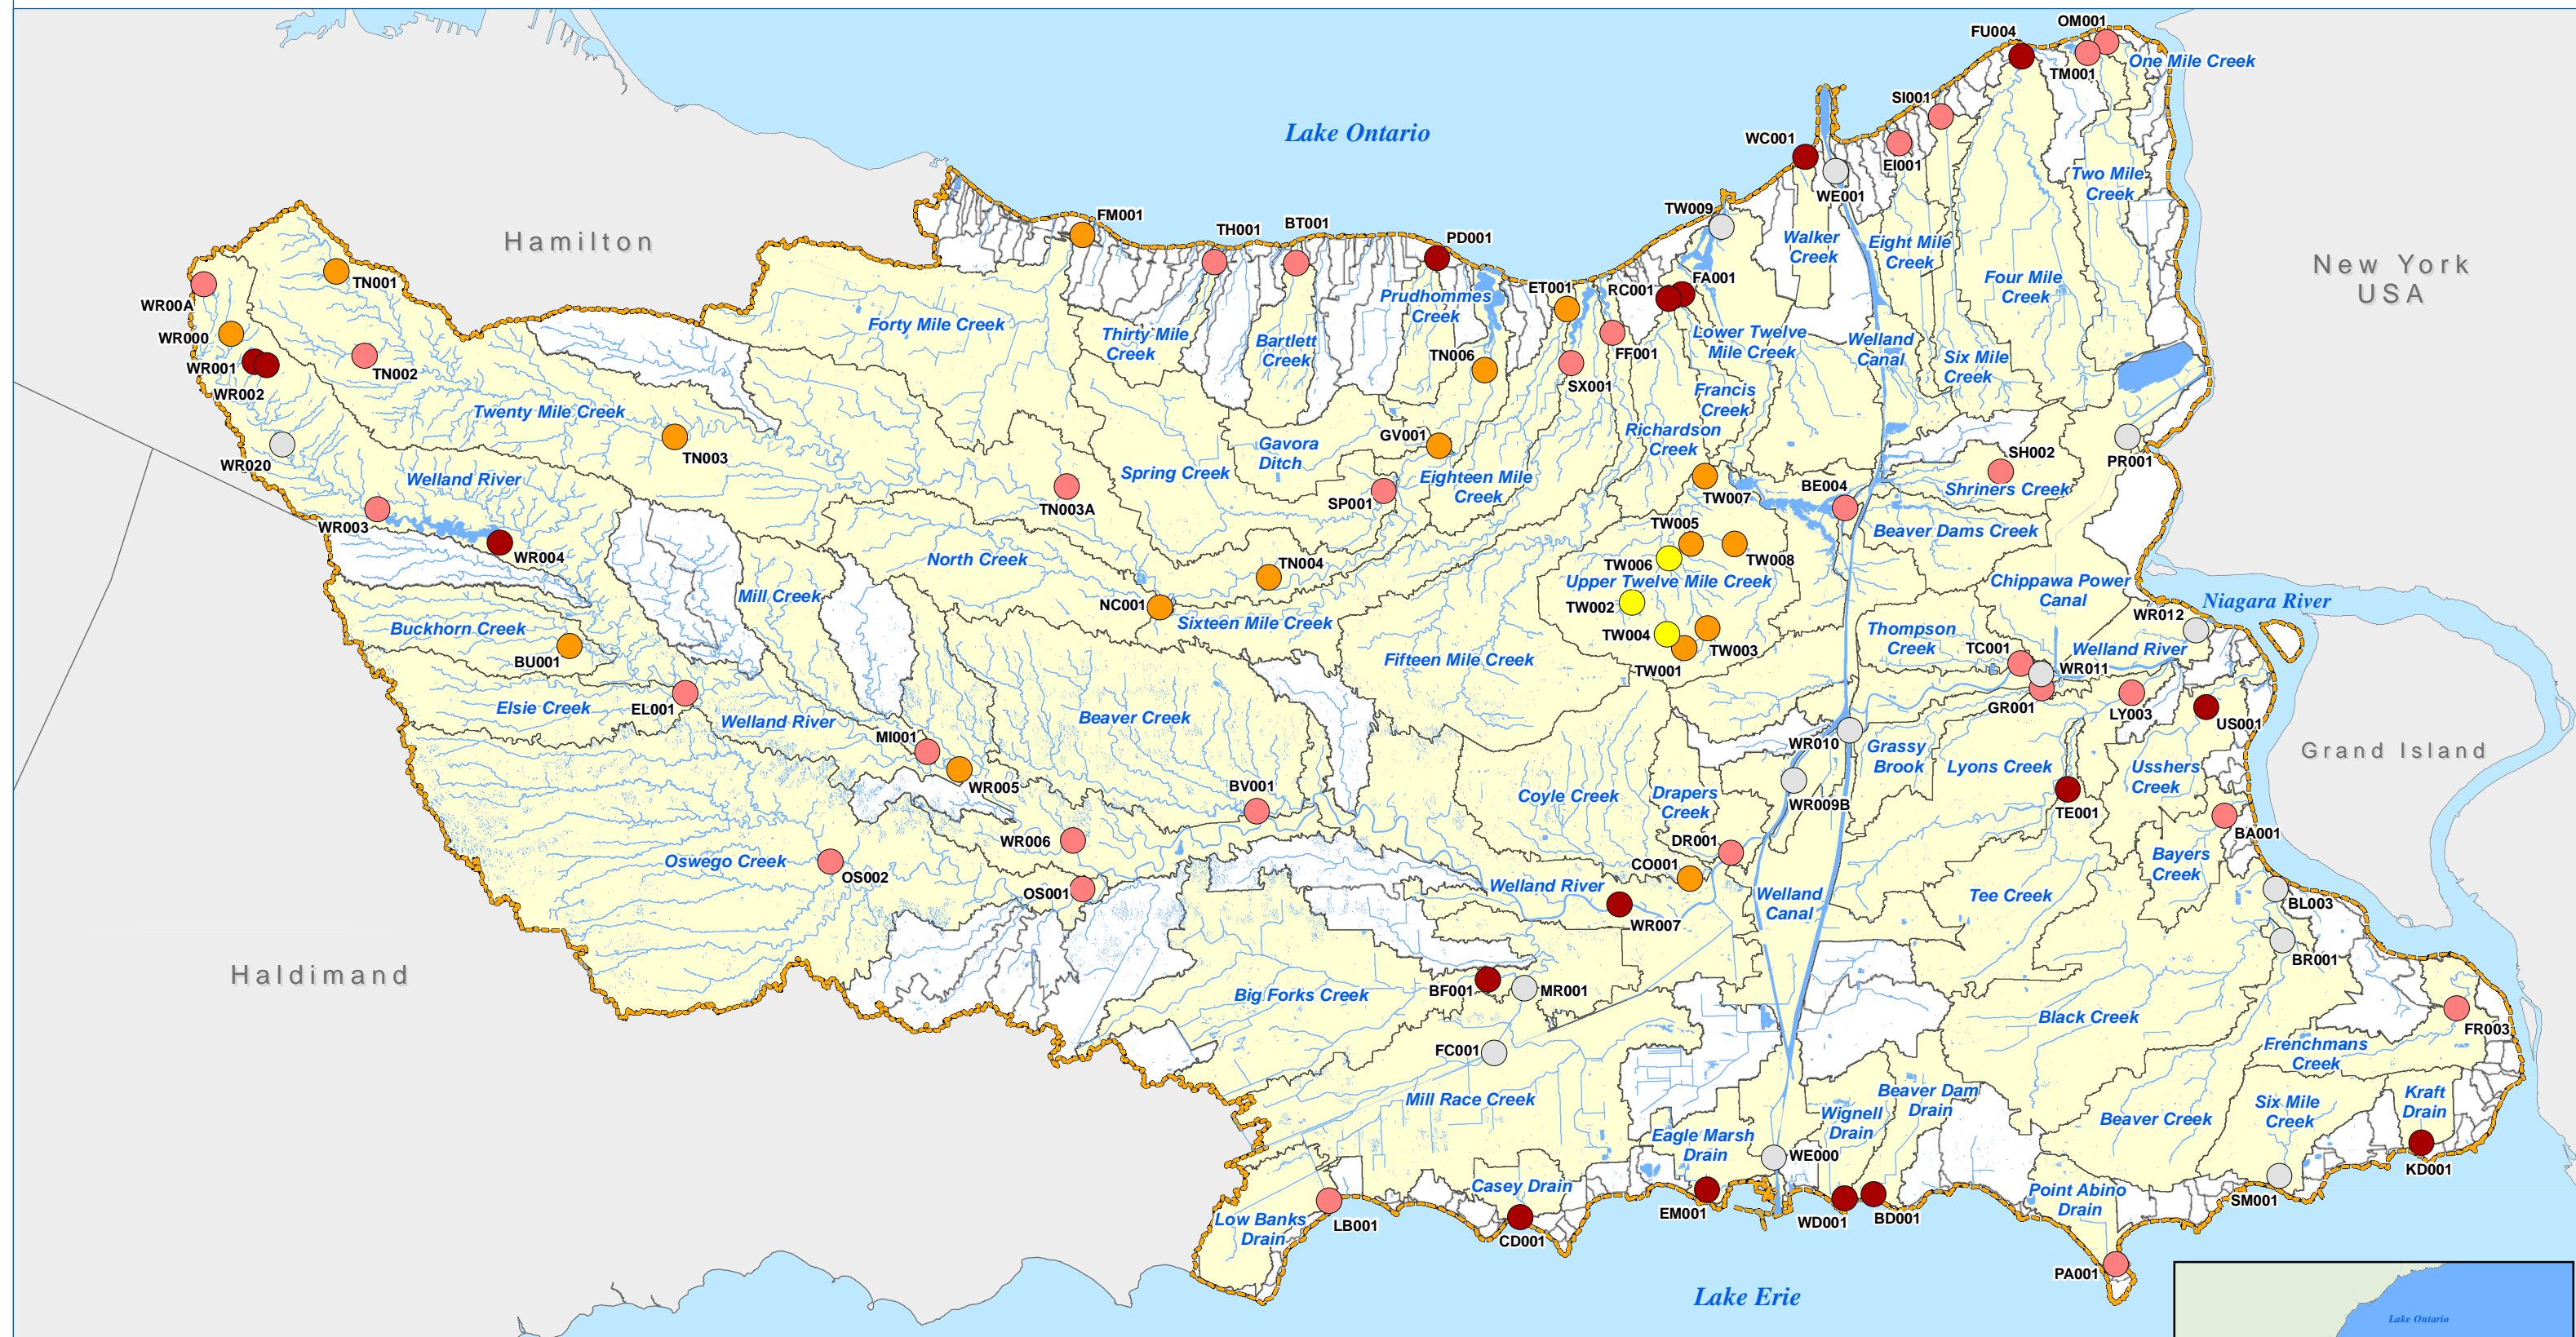 OM001
FU004
One Mile Creek
TM001
SI001
Lake Ontario
WC001
EI001
Two Mile
Creek
WE001
TW009
FM001
TH001
BT001
PD001
Hamilton
Walker
Creek
Eight Mile
Creek
New York
USA
TN001
WR00A
FA001
RC001
ET001
Four Mile
Creek
Prudhommes
Creek
Forty Mile Creek
Thirty Mile
Creek
Bartlett
Creek
Lower Twelve
Mile Creek
WR000
FF001
Welland
Canal
Six Mile
Creek
TN006
WR001
TN002
SX001
WR002
Francis
Creek
Twenty Mile Creek
Richardson
Creek
GV001
Gavora
Ditch
TN003
WR020
SH002
PR001
Spring Creek
Eighteen Mile
Creek
Welland River
Shriners Creek
BE004
TW007
SP001
TN003A
WR003
TW005
Beaver Dams Creek
WR004
North Creek
TN004
TW006
TW008
Upper Twelve Mile Creek
Chippawa Power
Canal
Mill Creek
NC001
TW002
Niagara River
WR012
Buckhorn Creek
Sixteen Mile Creek
TW004
Thompson
Creek
TC001
Welland River
BU001
Fifteen Mile Creek
TW003
TW001
WR011
Elsie Creek
EL001
GR001
LY003
Welland River
Beaver Creek
US001
MI001
WR010
Grassy
Brook
Grand Island
Lyons Creek
Usshers
Creek
WR005
BV001
Coyle Creek
Drapers
Creek
WR009B
TE001
BA001
WR006
DR001
Oswego Creek
OS002
CO001
Bayers
Creek
OS001
Welland River
Welland
Canal
Tee Creek
BL003
WR007
BR001
Haldimand
BF001
MR001
Big Forks Creek
Black Creek
FR003
FC001
Frenchmans
Creek
Mill Race Creek
Beaver Dam
Drain
Wignell
Drain
Beaver Creek
Six Mile
Creek
Kraft
Drain
Eagle Marsh
Drain
WE000
KD001
Casey Drain
Point Abino
Drain
SM001
Low Banks
Drain
LB001
EM001
WD001
BD001
CD001
PA001
Lake Erie
Lake Ontario